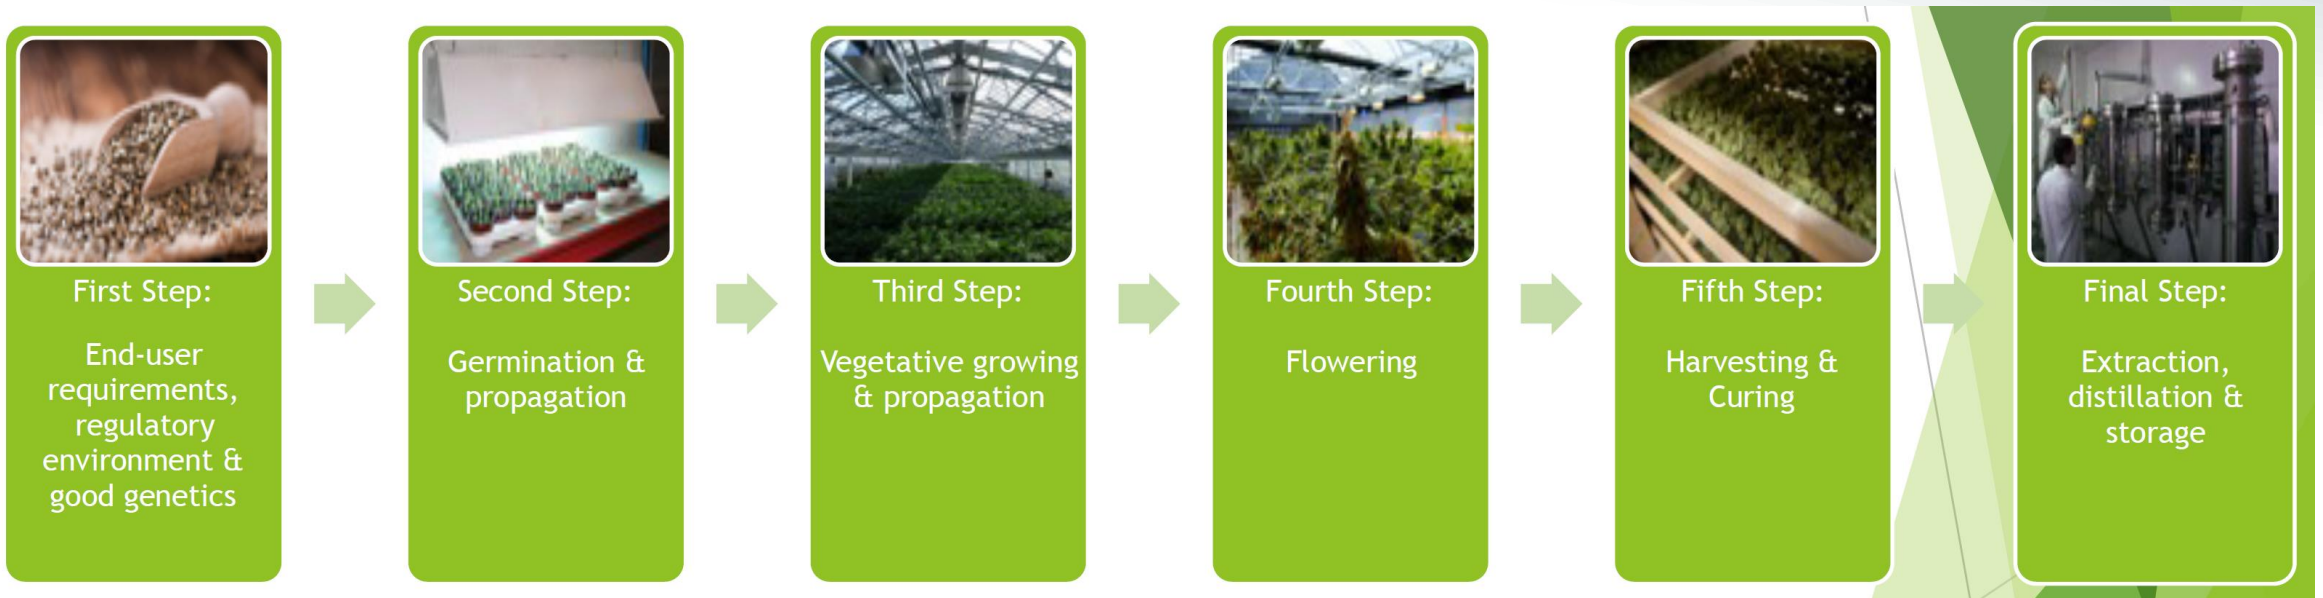 First Step:
End-user
requirements,
regulatory
environment &
good genetics
Second Step:
Germination &
propagation
Third Step:
Vegetative growing
& propagation
Fourth Step:
Flowering
Fifth Step:
Harvesting &
Curing
Final Step:
Extraction,
distillation &
storage